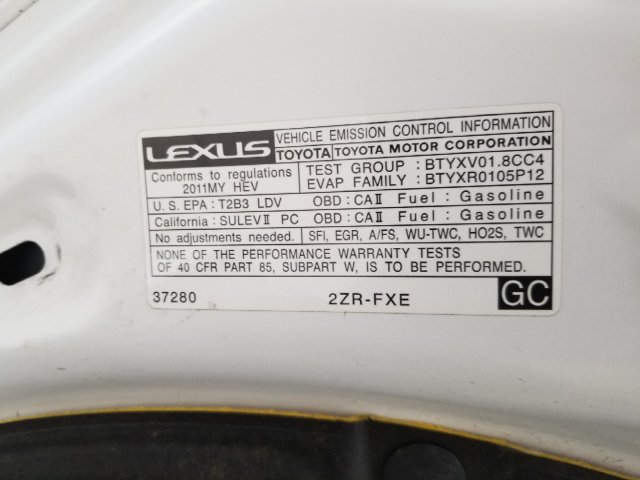 LEXUS VEHICLE EMISSION CONTROL INFORMATION
TOYOTA TOYOTA MOTOR CORPORATION
Conforms to regulations
2011MY HEV
TEST GROUP : BTYXV01.8CC4
EVAP FAMILY : BTYXR0105P12
U.S. EPA : T2B3 LDV OBD : CAⅡ Fuel : Gasoline
California : SULEVⅡ PC OBD : CAⅡ Fuel : Gasoline
No adjustments needed. SFI, EGR, A/FS, WU-TWC, HO2S, TWC
NONE OF THE PERFORMANCE WARRANTY TESTS
OF 40 CFR PART 85, SUBPART W, IS TO BE PERFORMED.
37280 2ZR-FXE GC